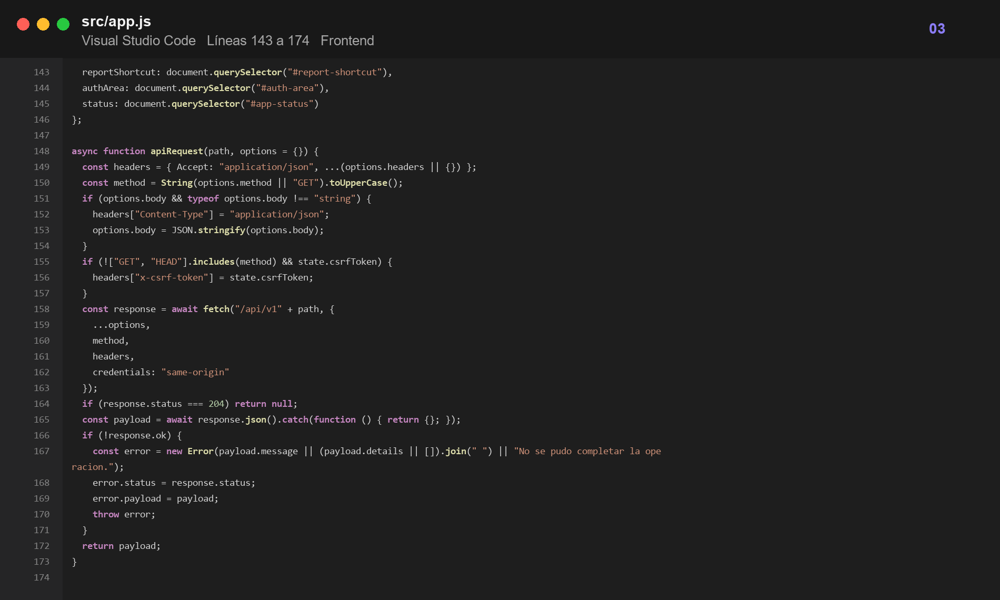 src/app.js
Visual Studio Code   Líneas 143 a 174   Frontend
03
143   reportShortcut: document.querySelector("#report-shortcut"),
144   authArea: document.querySelector("#auth-area"),
145   status: document.querySelector("#app-status")
146 };
147
148 async function apiRequest(path, options = {}) {
149   const headers = { Accept: "application/json", ...(options.headers || {}) };
150   const method = String(options.method || "GET").toUpperCase();
151   if (options.body && typeof options.body !== "string") {
152     headers["Content-Type"] = "application/json";
153     options.body = JSON.stringify(options.body);
154   }
155   if (!["GET", "HEAD"].includes(method) && state.csrfToken) {
156     headers["x-csrf-token"] = state.csrfToken;
157   }
158   const response = await fetch("/api/v1" + path, {
159     ...options,
160     method,
161     headers,
162     credentials: "same-origin"
163   });
164   if (response.status === 204) return null;
165   const payload = await response.json().catch(function () { return {}; });
166   if (!response.ok) {
167     const error = new Error(payload.message || (payload.details || []).join(" ") || "No se pudo completar la ope
racion.");
168     error.status = response.status;
169     error.payload = payload;
170     throw error;
171   }
172   return payload;
173 }
174